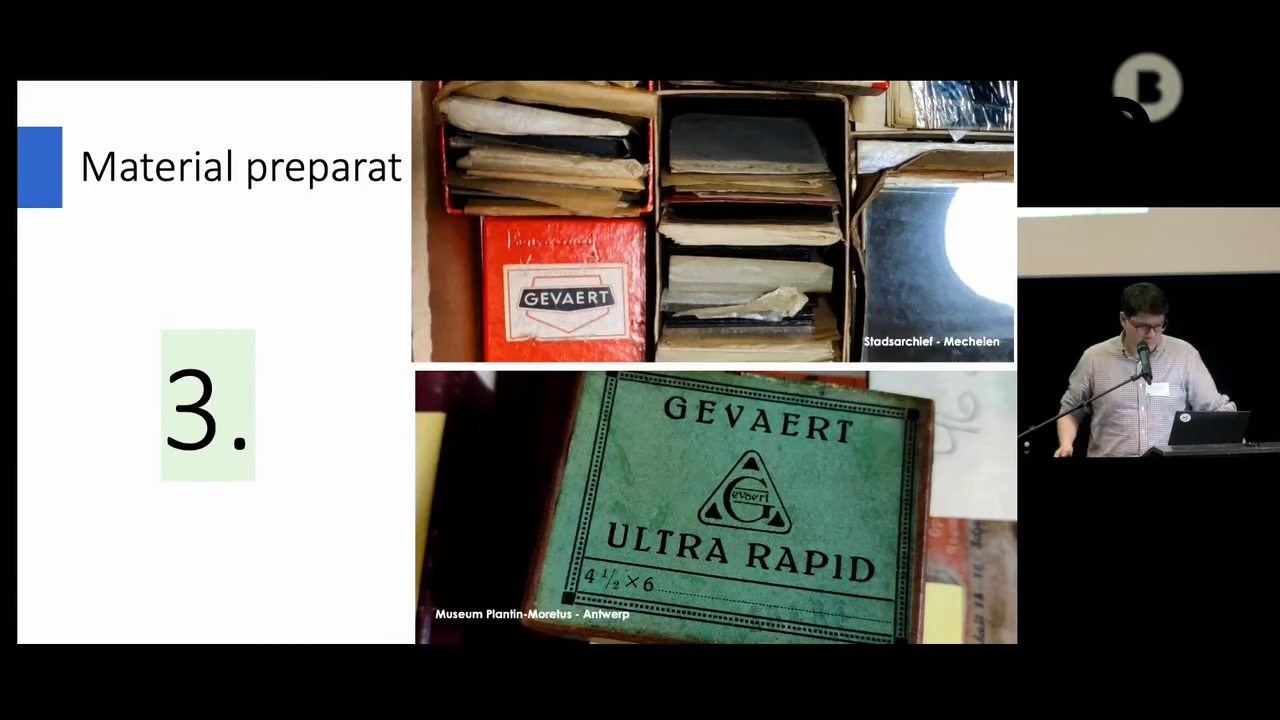 Material preparat
3.
GEVAERT
Stadsarchief - Mechelen
GEVAERT
Gevaert
ULTRA RAPID
4 1/2 × 6
Museum Plantin-Moretus - Antwerp
B